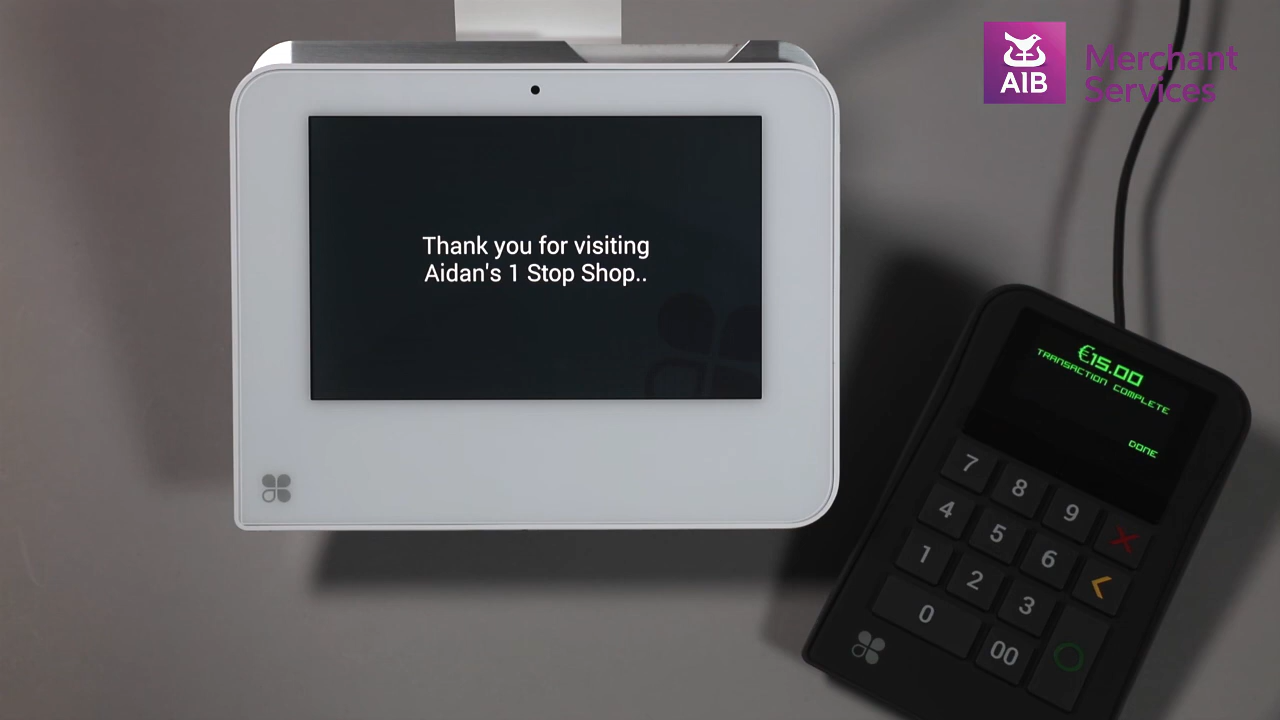 AIB
Merchant
Services
Thank you for visiting
Aidan's 1 Stop Shop..
€15.00
TRANSACTION COMPLETE
DONE
7 8 9
4 5 6
1 2 3
0 00